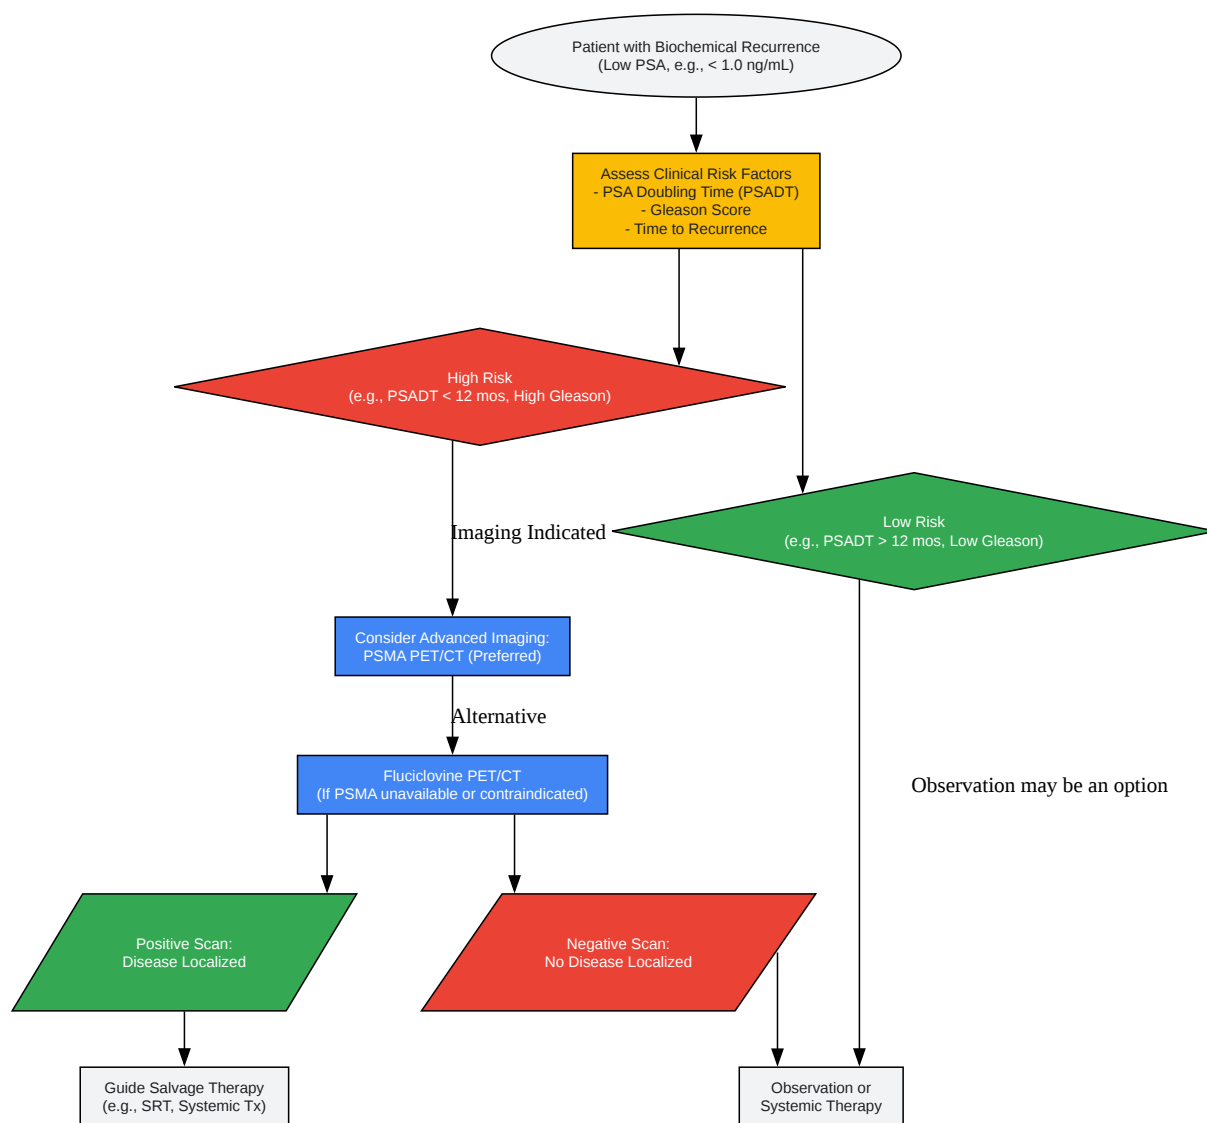 Patient with Biochemical Recurrence
(Low PSA, e.g., < 1.0 ng/mL)
Assess Clinical Risk Factors
- PSA Doubling Time (PSADT)
- Gleason Score
- Time to Recurrence
High Risk
(e.g., PSADT < 12 mos, High Gleason)
Imaging Indicated
Low Risk
(e.g., PSADT > 12 mos, Low Gleason)
Consider Advanced Imaging:
PSMA PET/CT (Preferred)
Alternative
Fluciclovine PET/CT
(If PSMA unavailable or contraindicated)
Observation may be an option
Positive Scan:
Disease Localized
Negative Scan:
No Disease Localized
Guide Salvage Therapy
(e.g., SRT, Systemic Tx)
Observation or
Systemic Therapy